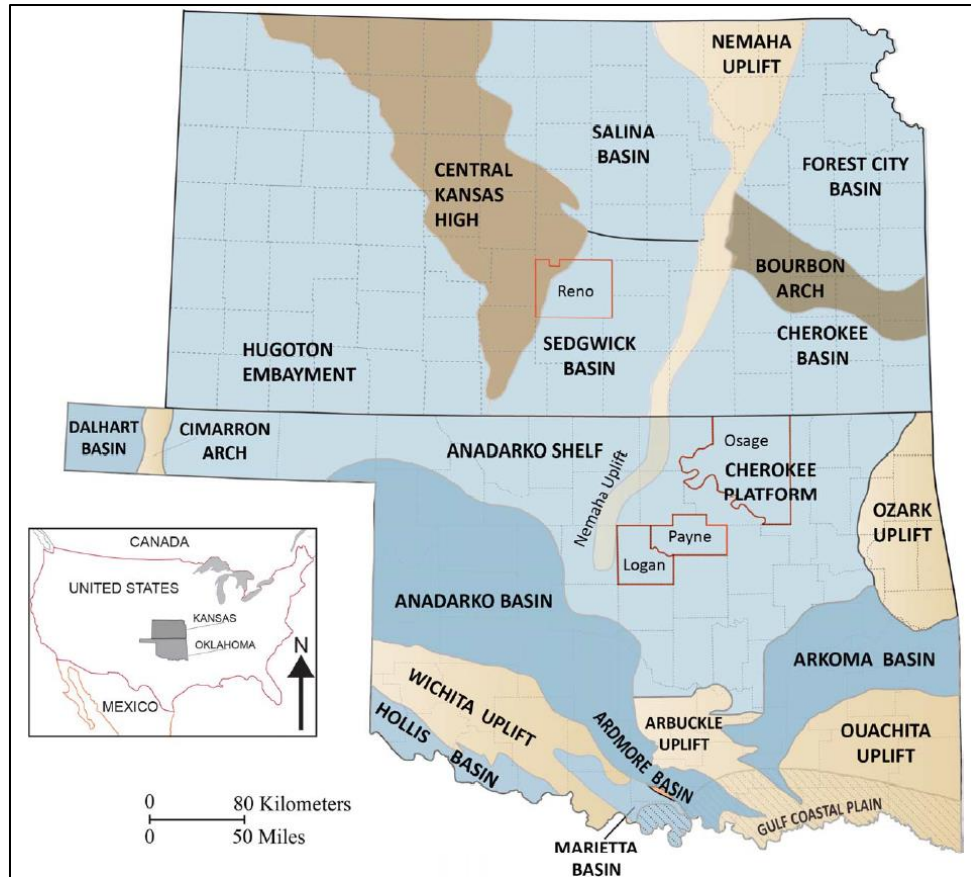 NEMAHA
UPLIFT
SALINA
BASIN
FOREST CITY
BASIN
CENTRAL
KANSAS
HIGH
BOURBON
ARCH
Reno
CHEROKEE
BASIN
SEDGWICK
BASIN
HUGOTON
EMBAYMENT
DALHART
BASIN
CIMARRON
ARCH
ANADARKO SHELF
Nemaha Uplift
Osage
CHEROKEE
PLATFORM
OZARK
UPLIFT
Payne
Logan
CANADA
UNITED STATES
KANSAS
OKLAHOMA
N
MEXICO
ANADARKO BASIN
ARKOMA BASIN
WICHITA UPLIFT
HOLLIS BASIN
ARDMORE BASIN
ARBUCKLE
UPLIFT
OUACHITA
UPLIFT
GULF COASTAL PLAIN
MARIETTA
BASIN
0 80 Kilometers
0 50 Miles